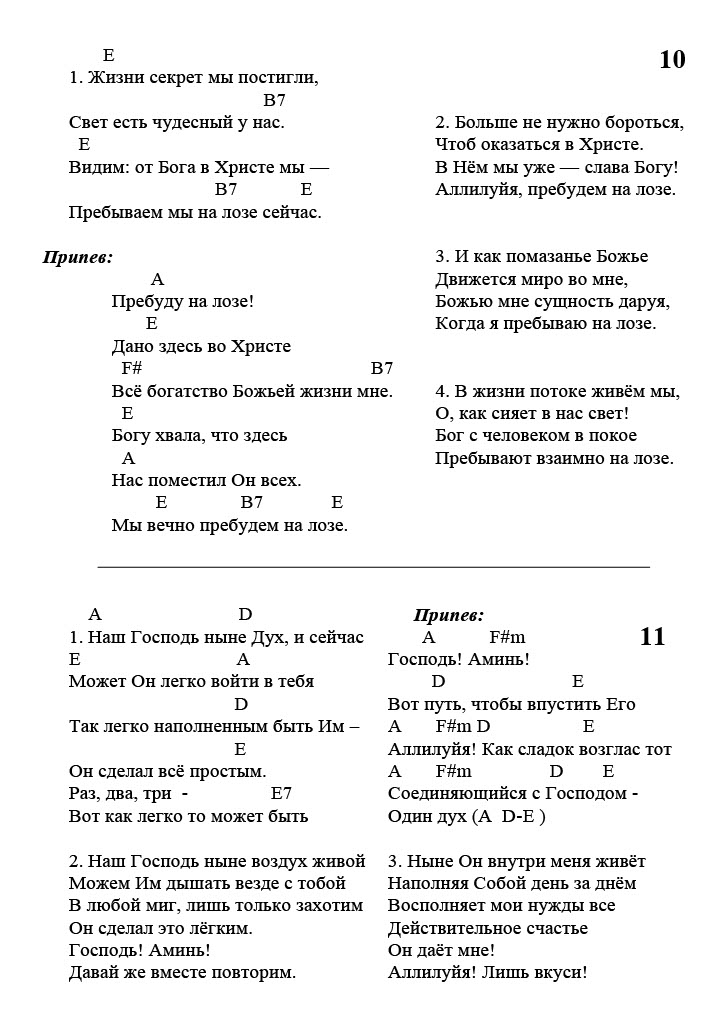 10
E
1. Жизни секрет мы постигли,
B7
Свет есть чудесный у нас.
E
Видим: от Бога в Христе мы —
B7 E
Пребываем мы на лозе сейчас.
Припев:
A
Пребуду на лозе!
E
Дано здесь во Христе
F# B7
Всё богатство Божьей жизни мне.
E
Богу хвала, что здесь
A
Нас поместил Он всех.
E B7 E
Мы вечно пребудем на лозе.
2. Больше не нужно бороться,
Чтоб оказаться в Христе.
В Нём мы уже — слава Богу!
Аллилуйя, пребудем на лозе.
3. И как помазанье Божье
Движется миро во мне,
Божью мне сущность даруя,
Когда я пребываю на лозе.
4. В жизни потоке живём мы,
О, как сияет в нас свет!
Бог с человеком в покое
Пребывают взаимно на лозе.
11
A D
1. Наш Господь ныне Дух, и сейчас
E A
Может Он легко войти в тебя
D
Так легко наполненным быть Им –
E
Он сделал всё простым.
Раз, два, три - E7
Вот как легко то может быть
Припев:
A F#m
Господь! Аминь!
D E
Вот путь, чтобы впустить Его
A F#m D E
Аллилуйя! Как сладок возглас тот
A F#m D E
Соединяющийся с Господом -
Один дух (A D-E )
2. Наш Господь ныне воздух живой
Можем Им дышать везде с тобой
В любой миг, лишь только захотим
Он сделал это лёгким.
Господь! Аминь!
Давай же вместе повторим.
3. Ныне Он внутри меня живёт
Наполняя Собой день за днём
Восполняет мои нужды все
Действительное счастье
Он даёт мне!
Аллилуйя! Лишь вкуси!